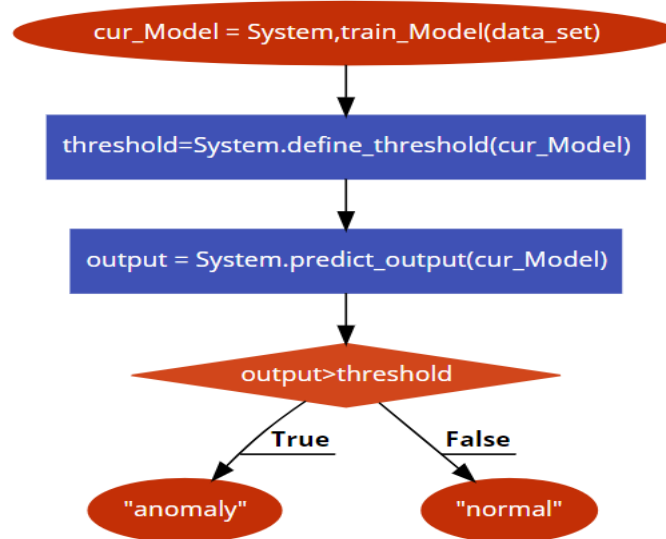 cur_Model = System,train_Model(data_set)
threshold=System.define_threshold(cur_Model)
output = System.predict_output(cur_Model)
output>threshold
True
False
"anomaly"
"normal"